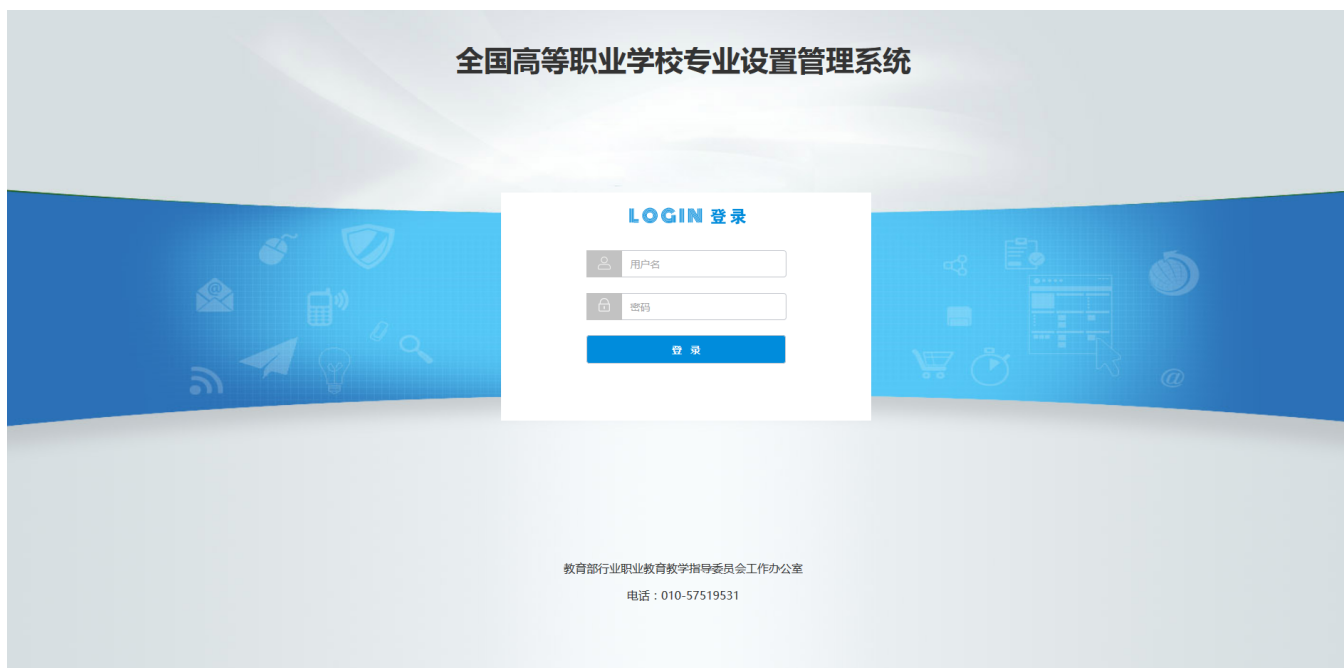 全国高等职业学校专业设置管理系统
LOGIN 登录
用户名
密码
登 录
教育部行业职业教育教学指导委员会工作办公室
电话：010-57519531